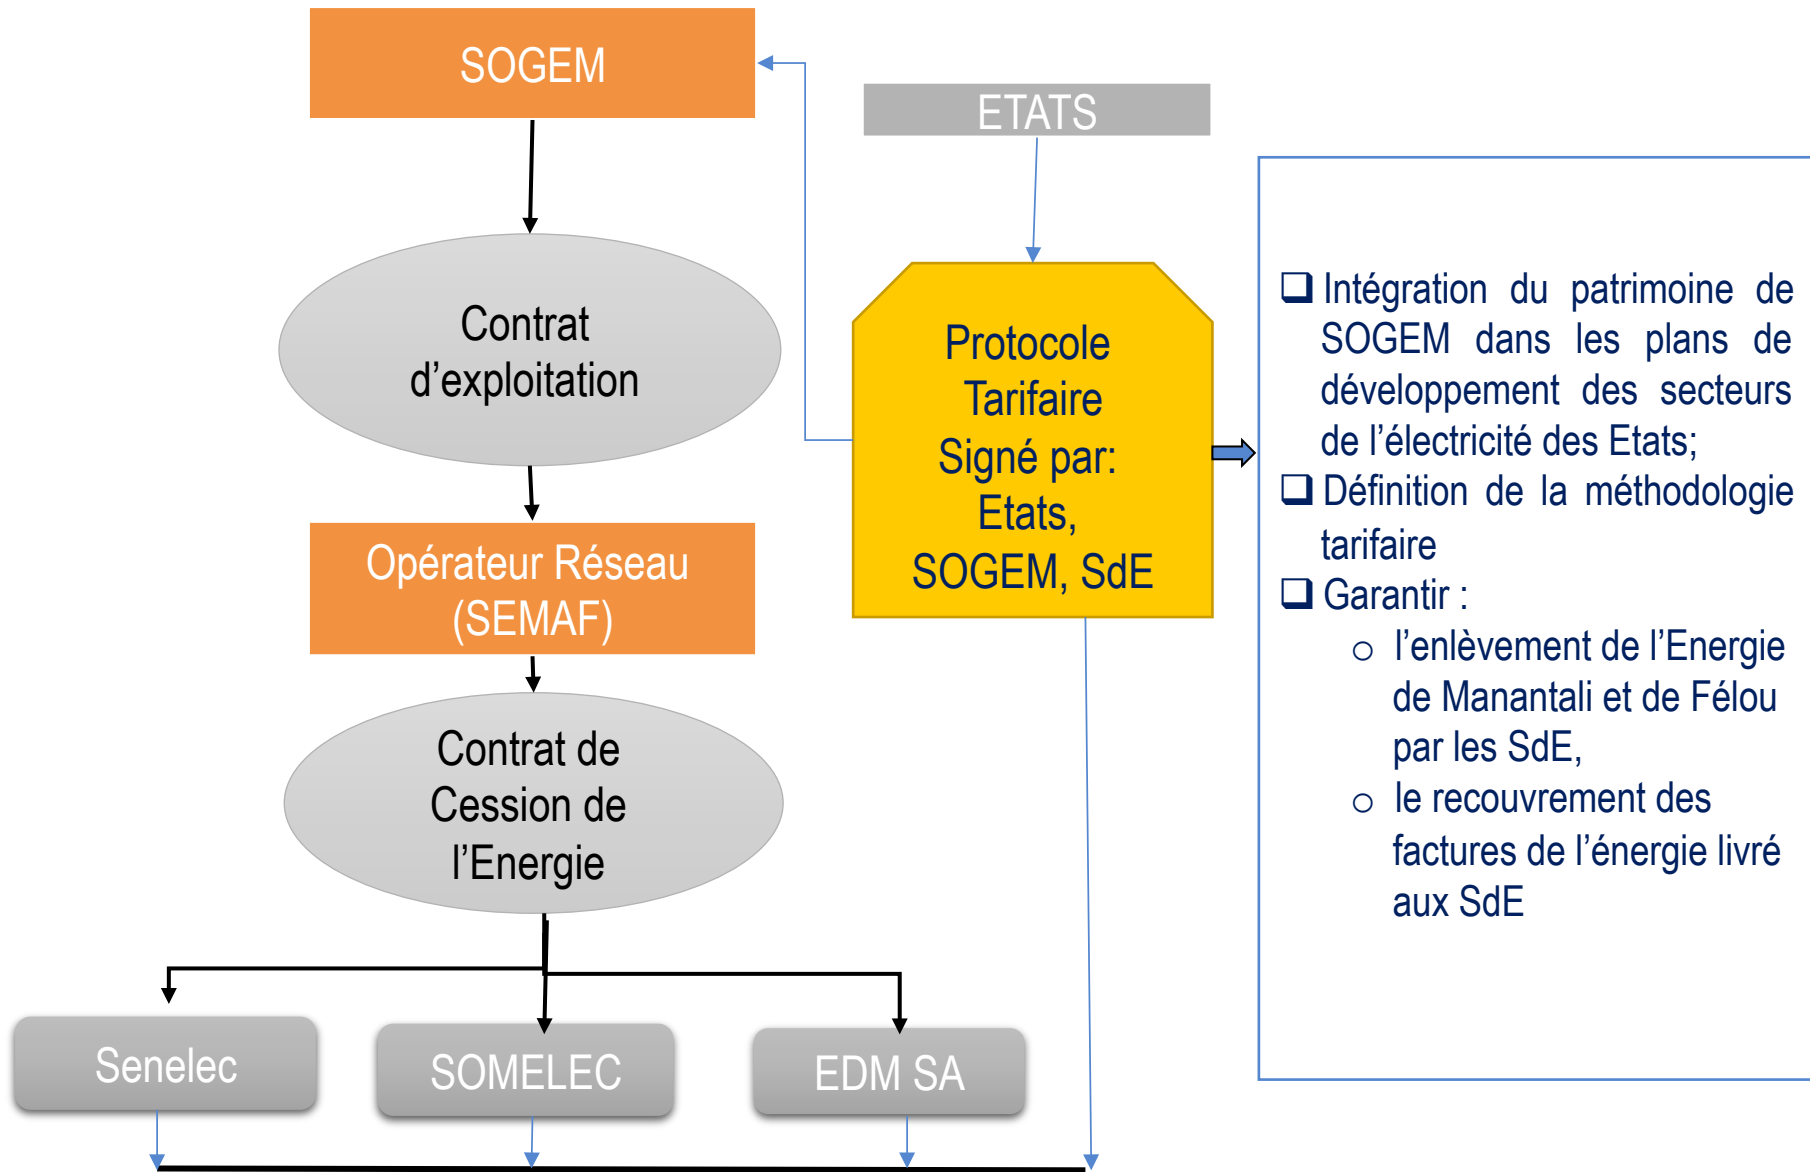 SOGEM
ETATS
Contrat
d’exploitation
Protocole
Tarifaire
Signé par:
Etats,
SOGEM, SdE
Opérateur Réseau
(SEMAF)
Contrat de
Cession de
l’Energie
Senelec
SOMELEC
EDM SA
❑ Intégration du patrimoine de
SOGEM dans les plans de
développement des secteurs
de l’électricité des Etats;
❑ Définition de la méthodologie
tarifaire
❑ Garantir :
o l’enlèvement de l’Energie
de Manantali et de Félou
par les SdE,
o le recouvrement des
factures de l’énergie livré
aux SdE